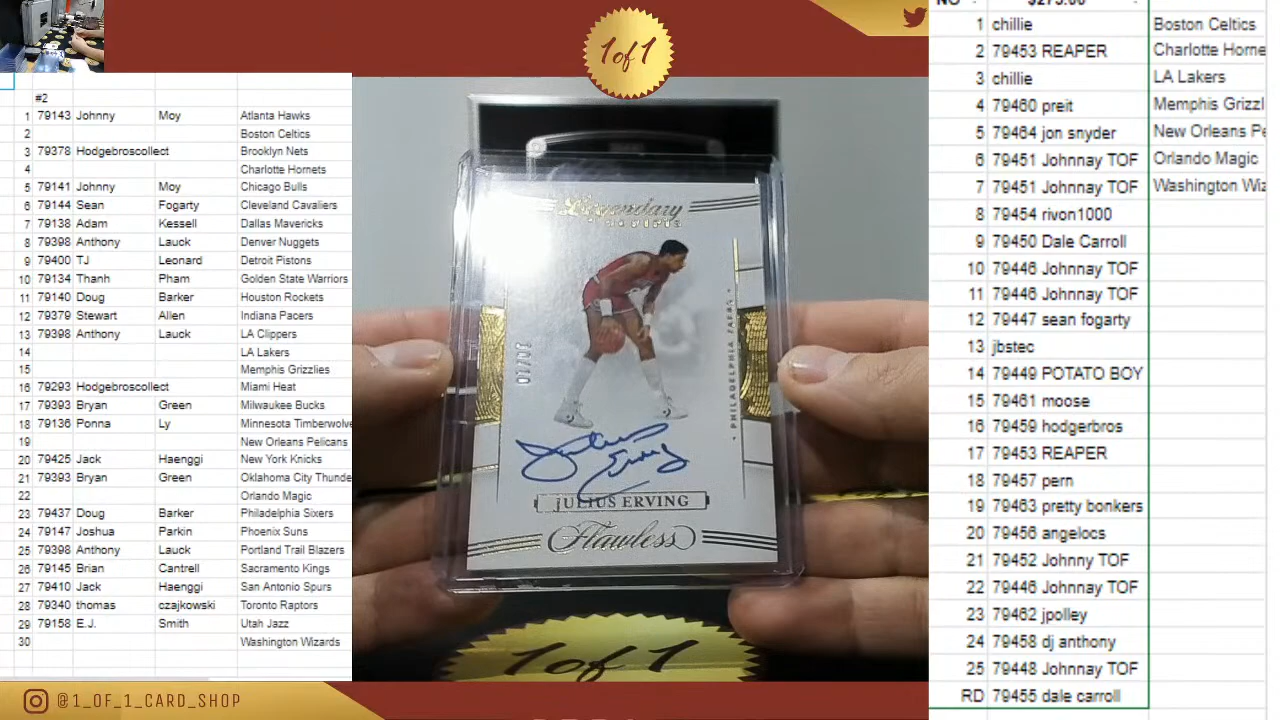 1 of 1
NO $275.00
#2
1 79143 Johnny Moy Atlanta Hawks
2 Boston Celtics
3 79378 Hodgebroscollect Brooklyn Nets
4 Charlotte Hornets
5 79141 Johnny Moy Chicago Bulls
6 79144 Sean Fogarty Cleveland Cavaliers
7 79138 Adam Kessell Dallas Mavericks
8 79398 Anthony Lauck Denver Nuggets
9 79400 TJ Leonard Detroit Pistons
10 79134 Thanh Pham Golden State Warriors
11 79140 Doug Barker Houston Rockets
12 79379 Stewart Allen Indiana Pacers
13 79398 Anthony Lauck LA Clippers
14 LA Lakers
15 Memphis Grizzlies
16 79293 Hodgebroscollect Miami Heat
17 79393 Bryan Green Milwaukee Bucks
18 79136 Ponna Ly Minnesota Timberwolve
19 New Orleans Pelicans
20 79425 Jack Haenggi New York Knicks
21 79393 Bryan Green Oklahoma City Thunde
22 Orlando Magic
23 79437 Doug Barker Philadelphia Sixers
24 79147 Joshua Parkin Phoenix Suns
25 79398 Anthony Lauck Portland Trail Blazers
26 79145 Brian Cantrell Sacramento Kings
27 79410 Jack Haenggi San Antonio Spurs
28 79340 thomas czajkowski Toronto Raptors
29 79158 E.J. Smith Utah Jazz
30 Washington Wizards
@1_OF_1_CARD_SHOP
Legendary
Scripts
PHILADELPHIA 76ERS
Julius Erving
JULIUS ERVING
Flawless
1 of 1
1 chillie Boston Celtics
2 79453 REAPER Charlotte Horne
3 chillie LA Lakers
4 79460 preit Memphis Grizzl
5 79464 jon snyder New Orleans Pe
6 79451 Johnnay TOF Orlando Magic
7 79451 Johnnay TOF Washington Wiz
8 79454 rivon1000
9 79450 Dale Carroll
10 79446 Johnnay TOF
11 79446 Johnnay TOF
12 79447 sean fogarty
13 jbstec
14 79449 POTATO BOY
15 79461 moose
16 79459 hodgerbros
17 79453 REAPER
18 79457 pern
19 79463 pretty bonkers
20 79456 angelocs
21 79452 Johnny TOF
22 79446 Johnnay TOF
23 79462 jpolley
24 79458 dj anthony
25 79448 Johnnay TOF
RD 79455 dale carroll